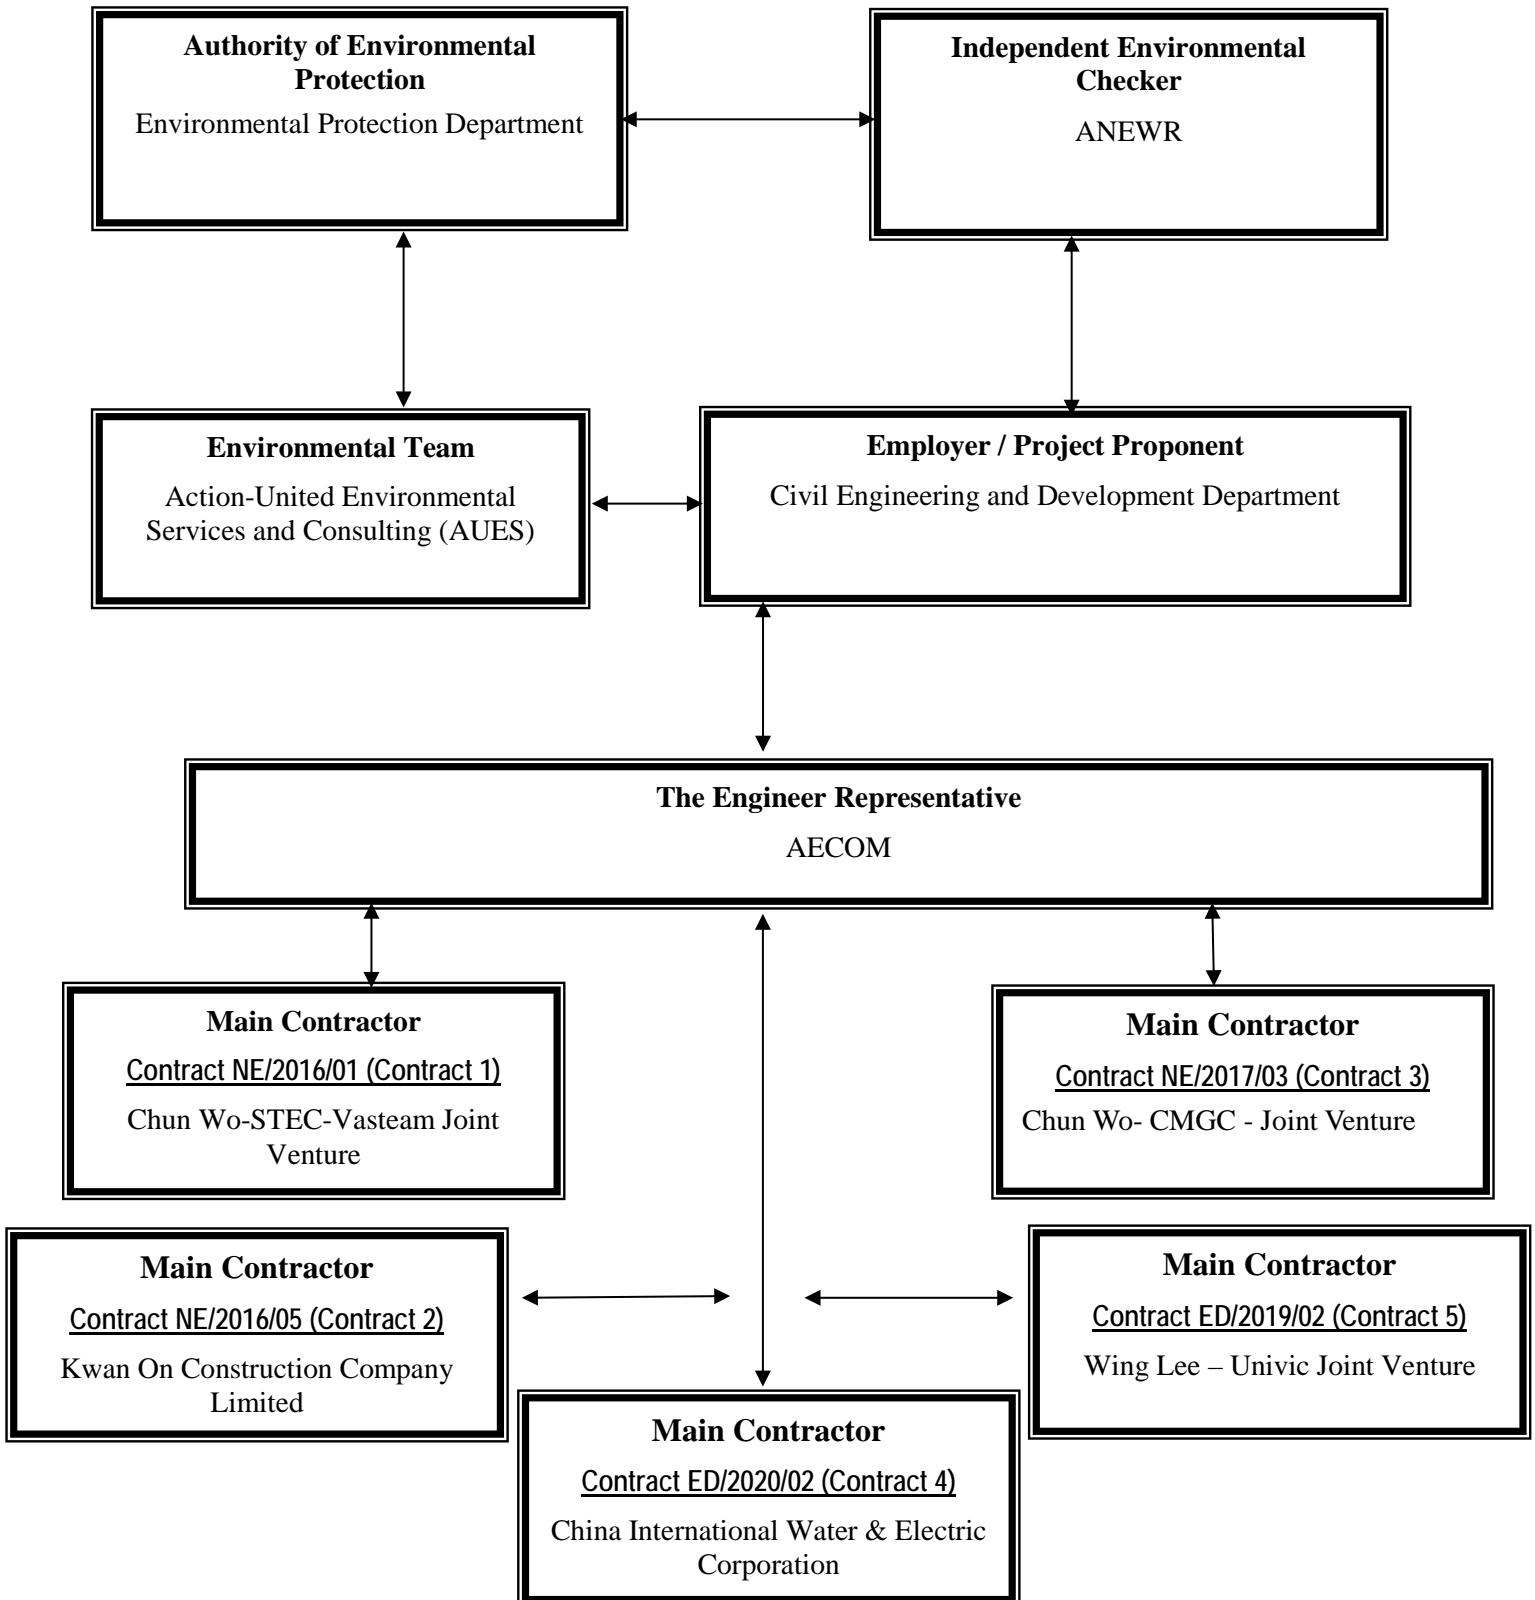 Authority of Environmental
Protection
Environmental Protection Department
Independent Environmental
Checker
ANEWR
Environmental Team
Action-United Environmental
Services and Consulting (AUES)
Employer / Project Proponent
Civil Engineering and Development Department
The Engineer Representative
AECOM
Main Contractor
Contract NE/2016/01 (Contract 1)
Chun Wo-STEC-Vasteam Joint
Venture
Main Contractor
Contract NE/2017/03 (Contract 3)
Chun Wo- CMGC - Joint Venture
Main Contractor
Contract NE/2016/05 (Contract 2)
Kwan On Construction Company
Limited
Main Contractor
Contract ED/2019/02 (Contract 5)
Wing Lee – Univic Joint Venture
Main Contractor
Contract ED/2020/02 (Contract 4)
China International Water & Electric
Corporation